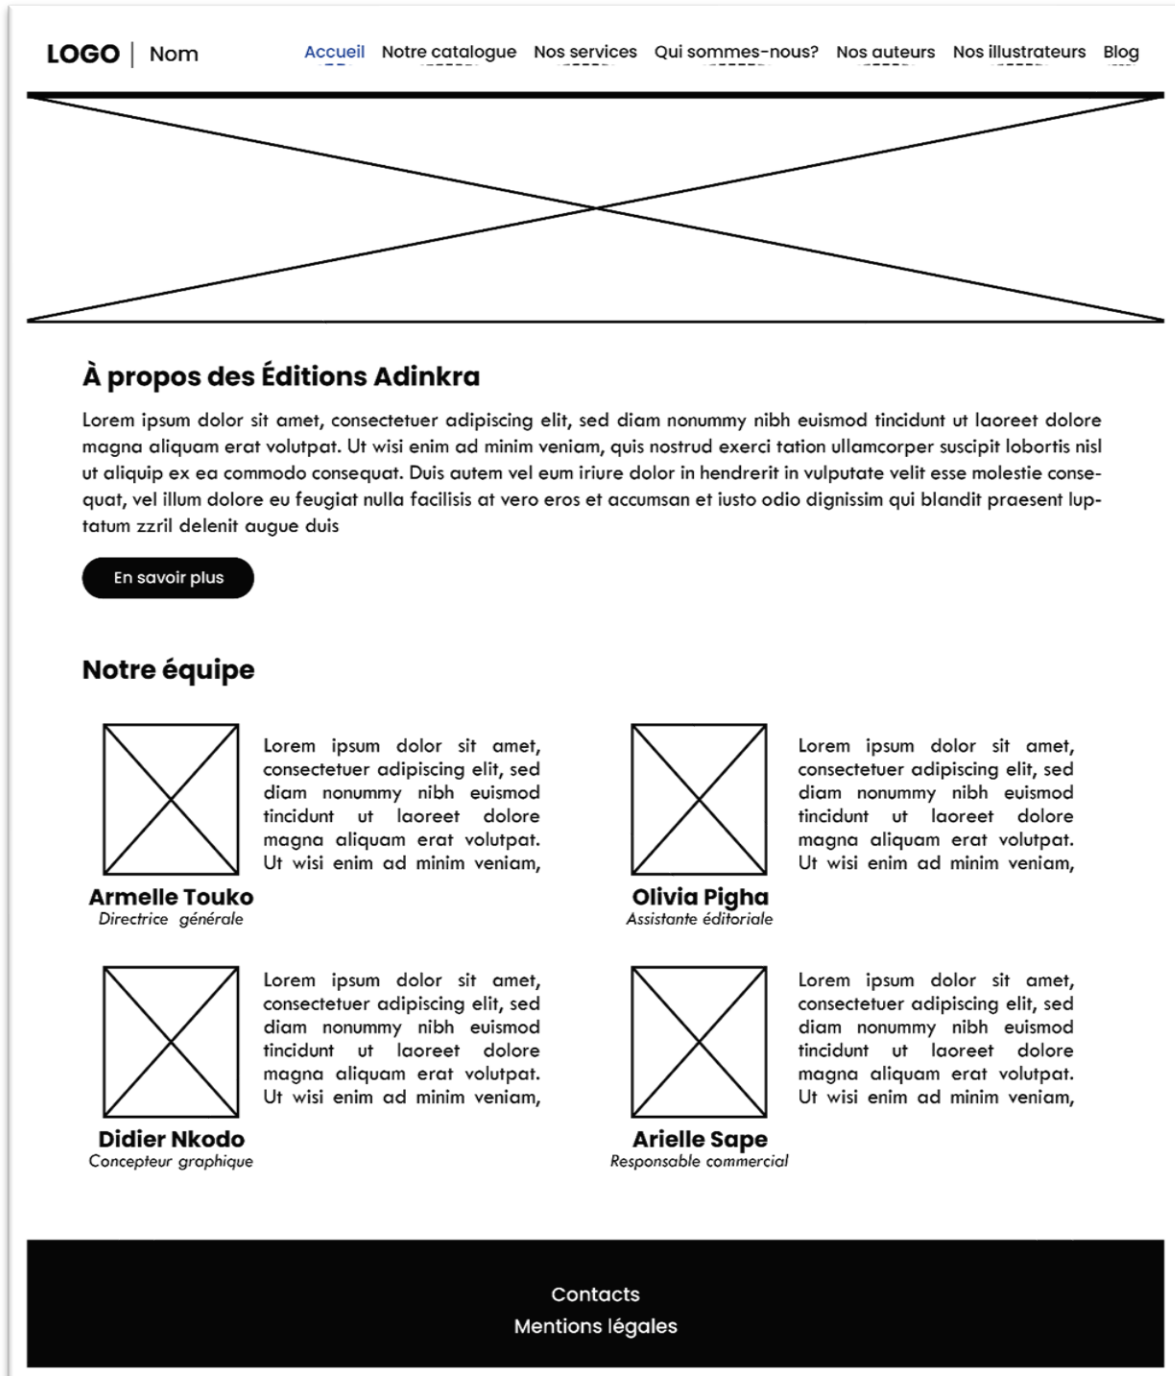 LOGO | Nom
Accueil Notre catalogue Nos services Qui sommes-nous? Nos auteurs Nos illustrateurs Blog
À propos des Éditions Adinkra
Lorem ipsum dolor sit amet, consectetuer adipiscing elit, sed diam nonummy nibh euismod tincidunt ut laoreet dolore
magna aliquam erat volutpat. Ut wisi enim ad minim veniam, quis nostrud exerci tation ullamcorper suscipit lobortis nisl
ut aliquip ex ea commodo consequat. Duis autem vel eum iriure dolor in hendrerit in vulputate velit esse molestie conse-
quat, vel illum dolore eu feugiat nulla facilisis at vero eros et accumsan et iusto odio dignissim qui blandit praesent lup-
tatum zzril delenit augue duis
En savoir plus
Notre équipe
Lorem ipsum dolor sit amet,
consectetuer adipiscing elit, sed
diam nonummy nibh euismod
tincidunt ut laoreet dolore
magna aliquam erat volutpat.
Ut wisi enim ad minim veniam,
Armelle Touko
Directrice générale
Lorem ipsum dolor sit amet,
consectetuer adipiscing elit, sed
diam nonummy nibh euismod
tincidunt ut laoreet dolore
magna aliquam erat volutpat.
Ut wisi enim ad minim veniam,
Olivia Pigha
Assistante éditoriale
Lorem ipsum dolor sit amet,
consectetuer adipiscing elit, sed
diam nonummy nibh euismod
tincidunt ut laoreet dolore
magna aliquam erat volutpat.
Ut wisi enim ad minim veniam,
Didier Nkodo
Concepteur graphique
Lorem ipsum dolor sit amet,
consectetuer adipiscing elit, sed
diam nonummy nibh euismod
tincidunt ut laoreet dolore
magna aliquam erat volutpat.
Ut wisi enim ad minim veniam,
Arielle Sape
Responsable commercial
Contacts
Mentions légales